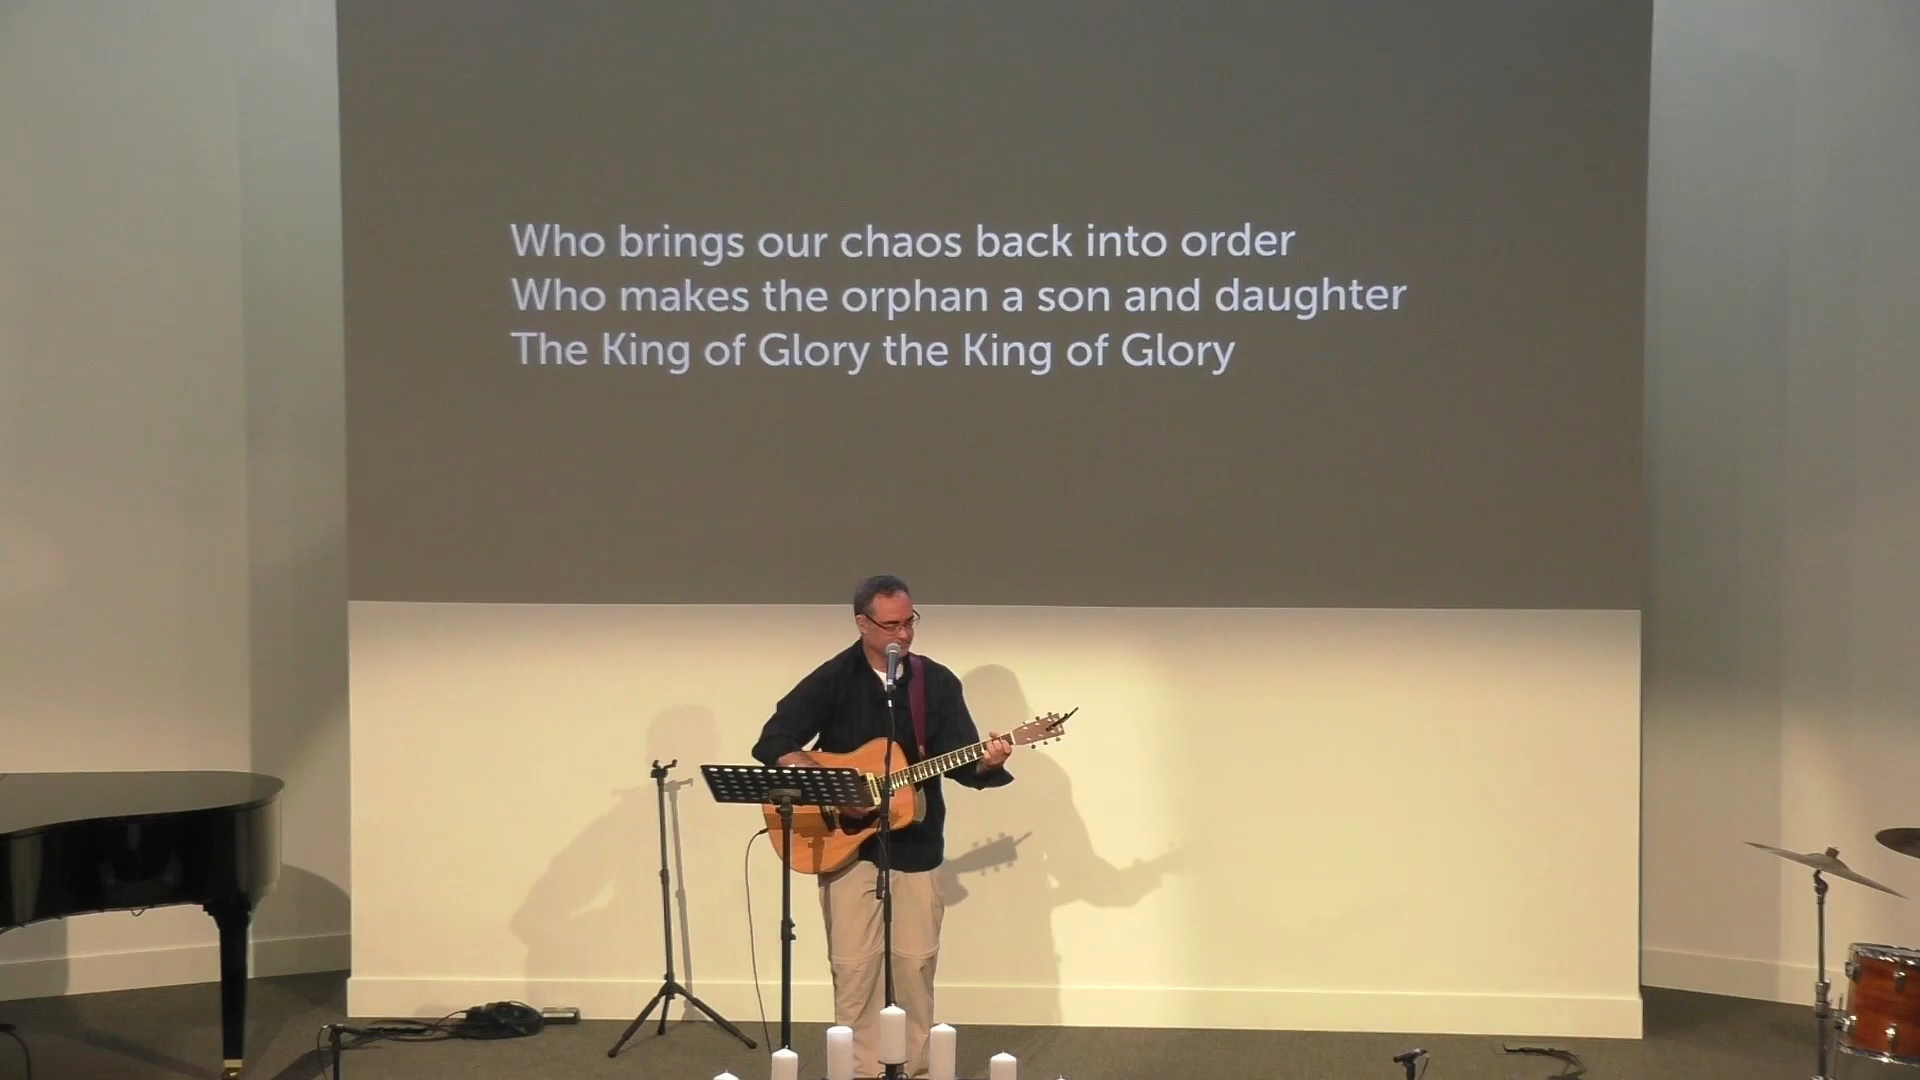 Who brings our chaos back into order
Who makes the orphan a son and daughter
The King of Glory the King of Glory